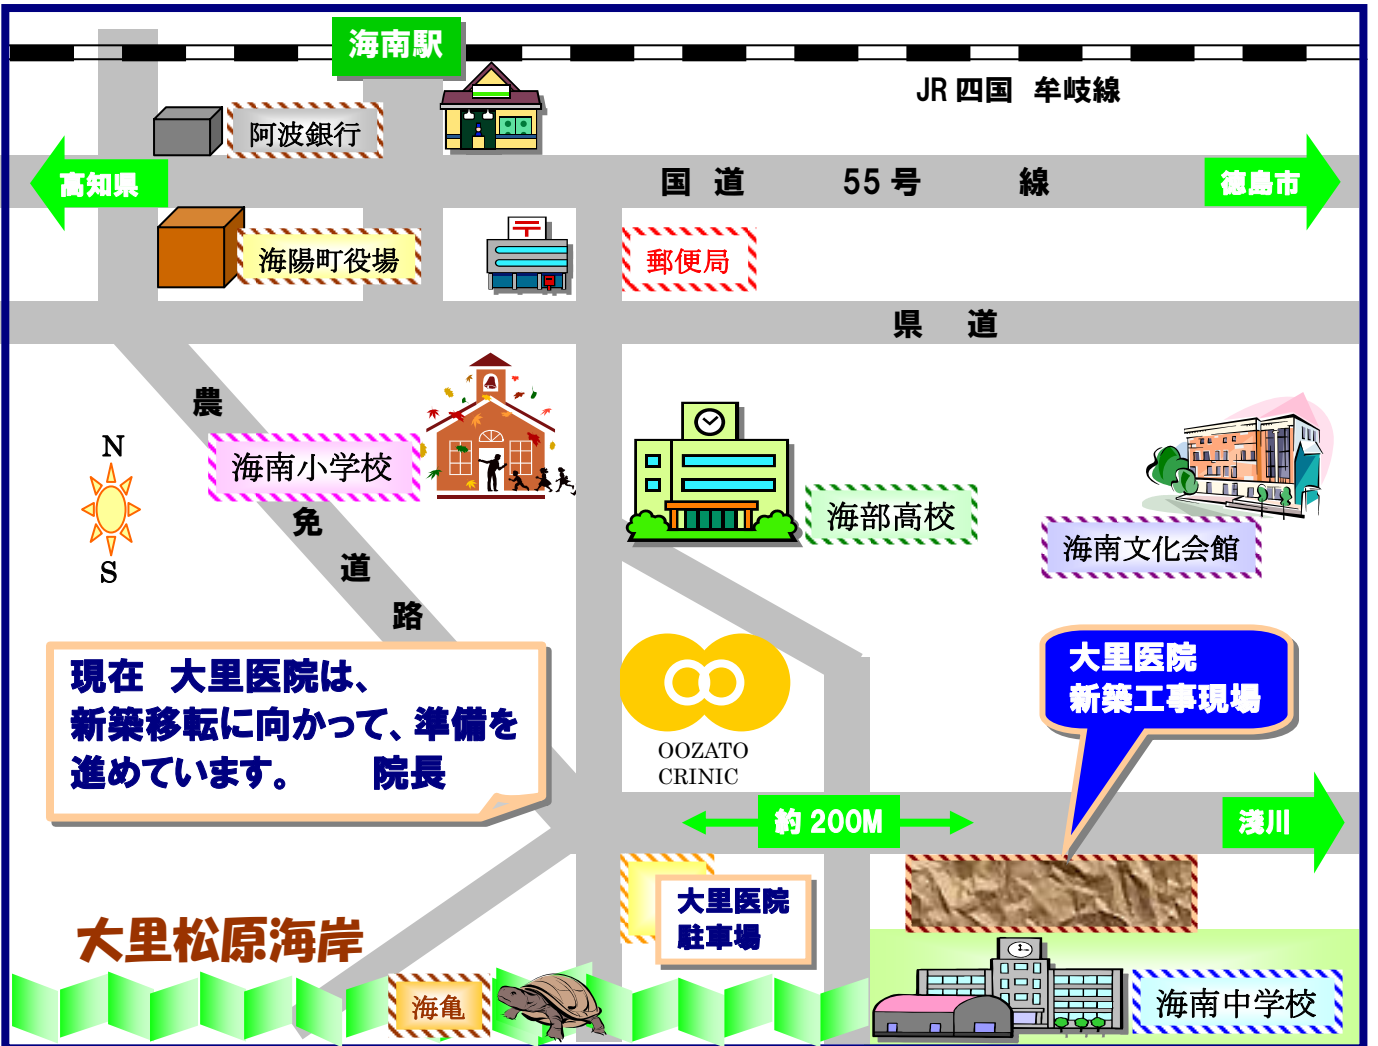 海南駅
JR 四国 牟岐線
阿波銀行
高知県
国道 55号 線
徳島市
海陽町役場
〒
郵便局
県道
農免道路
N
S
海南小学校
海部高校
海南文化会館
現在 大里医院は、
新築移転に向かって、準備を
進めています。 院長
OOZATO
CRINIC
大里医院
新築工事現場
約 200M
淺川
大里医院
駐車場
大里松原海岸
海亀
海南中学校